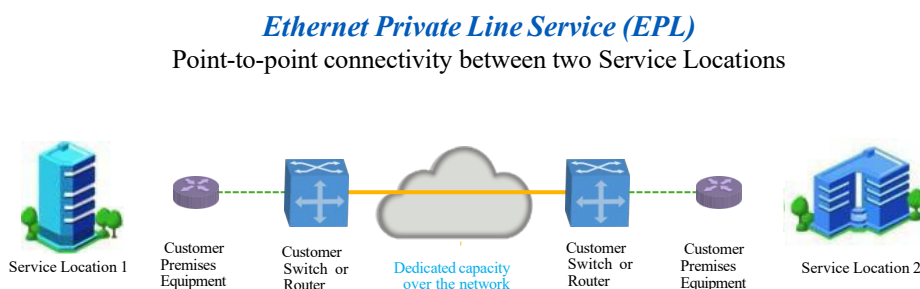 Ethernet Private Line Service (EPL)
Point-to-point connectivity between two Service Locations
Service Location 1
Customer
Premises
Equipment
Customer
Switch or
Router
Dedicated capacity
over the network
Customer
Switch or
Router
Customer
Premises
Equipment
Service Location 2